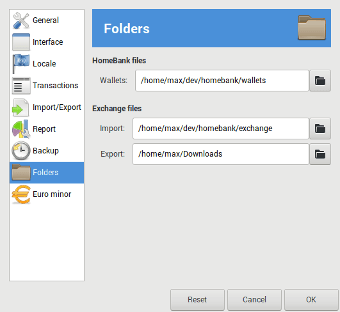 General
Interface
Locale
Transactions
Import/Export
Report
Backup
Folders
Euro minor
Folders
HomeBank files
Wallets: /home/max/dev/homebank/wallets
Exchange files
Import: /home/max/dev/homebank/exchange
Export: /home/max/Downloads
Reset Cancel OK